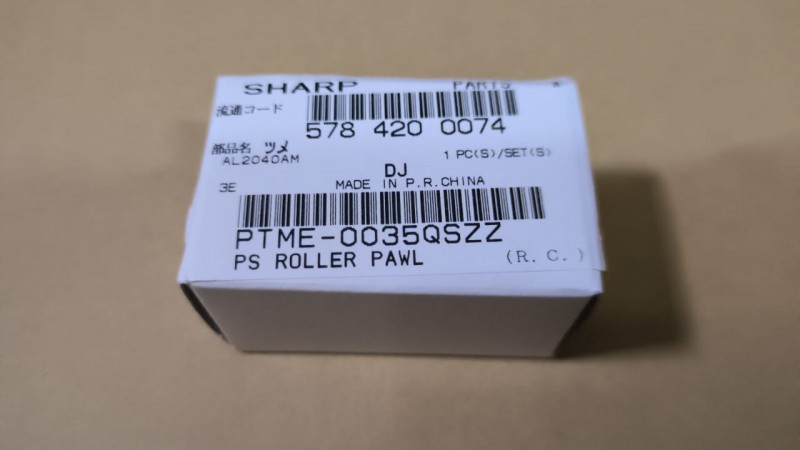 SHARP PARTS *
流通コード
578 420 0074
部品名 ツメ
AL2040AM
1 PC(S)/SET(S)
DJ
3E MADE IN P.R.CHINA
PTME-0035QSZZ
PS ROLLER PAWL (R.C.)